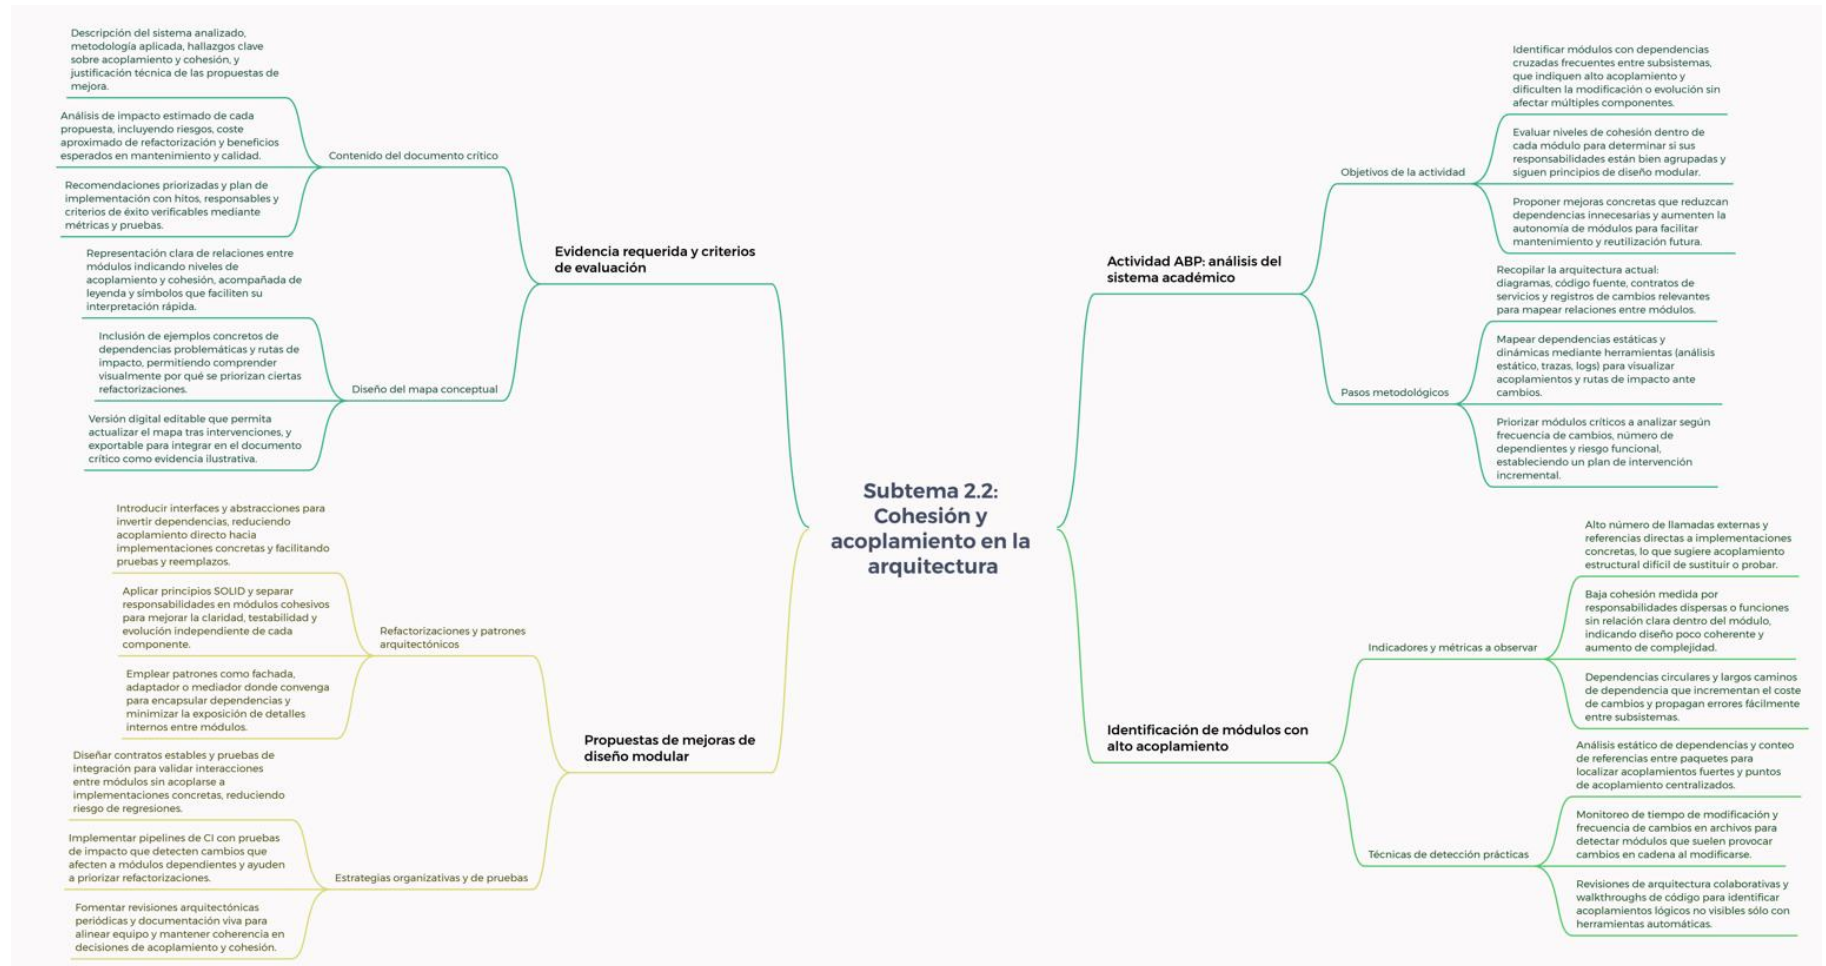 Subtema 2.2:
Cohesión y
acoplamiento en la
arquitectura
Evidencia requerida y criterios
de evaluación
Contenido del documento crítico
Descripción del sistema analizado,
metodología aplicada, hallazgos clave
sobre acoplamiento y cohesión, y
justificación técnica de las propuestas de
mejora.
Análisis de impacto estimado de cada
propuesta, incluyendo riesgos, coste
aproximado de refactorización y beneficios
esperados en mantenimiento y calidad.
Recomendaciones priorizadas y plan de
implementación con hitos, responsables y
criterios de éxito verificables mediante
métricas y pruebas.
Diseño del mapa conceptual
Representación clara de relaciones entre
módulos indicando niveles de
acoplamiento y cohesión, acompañada de
leyenda y símbolos que faciliten su
interpretación rápida.
Inclusión de ejemplos concretos de
dependencias problemáticas y rutas de
impacto, permitiendo comprender
visualmente por qué se priorizan ciertas
refactorizaciones.
Versión digital editable que permita
actualizar el mapa tras intervenciones, y
exportable para integrar en el documento
crítico como evidencia ilustrativa.
Propuestas de mejoras de
diseño modular
Refactorizaciones y patrones
arquitectónicos
Introducir interfaces y abstracciones para
invertir dependencias, reduciendo
acoplamiento directo hacia
implementaciones concretas y facilitando
pruebas y reemplazos.
Aplicar principios SOLID y separar
responsabilidades en módulos cohesivos
para mejorar la claridad, testabilidad y
evolución independiente de cada
componente.
Emplear patrones como fachada,
adaptador o mediador donde convenga
para encapsular dependencias y
minimizar la exposición de detalles
internos entre módulos.
Estrategias organizativas y de pruebas
Diseñar contratos estables y pruebas de
integración para validar interacciones
entre módulos sin acoplarse a
implementaciones concretas, reduciendo
riesgo de regresiones.
Implementar pipelines de CI con pruebas
de impacto que detecten cambios que
afecten a módulos dependientes y ayuden
a priorizar refactorizaciones.
Fomentar revisiones arquitectónicas
periódicas y documentación viva para
alinear equipo y mantener coherencia en
decisiones de acoplamiento y cohesión.
Actividad ABP: análisis del
sistema académico
Objetivos de la actividad
Identificar módulos con dependencias
cruzadas frecuentes entre subsistemas,
que indiquen alto acoplamiento y
dificulten la modificación o evolución sin
afectar múltiples componentes.
Evaluar niveles de cohesión dentro de
cada módulo para determinar si sus
responsabilidades están bien agrupadas y
siguen principios de diseño modular.
Proponer mejoras concretas que reduzcan
dependencias innecesarias y aumenten la
autonomía de módulos para facilitar
mantenimiento y reutilización futura.
Pasos metodológicos
Recopilar la arquitectura actual:
diagramas, código fuente, contratos de
servicios y registros de cambios relevantes
para mapear relaciones entre módulos.
Mapear dependencias estáticas y
dinámicas mediante herramientas (análisis
estático, trazas, logs) para visualizar
acoplamientos y rutas de impacto ante
cambios.
Priorizar módulos críticos a analizar según
frecuencia de cambios, número de
dependientes y riesgo funcional,
estableciendo un plan de intervención
incremental.
Identificación de módulos con
alto acoplamiento
Indicadores y métricas a observar
Alto número de llamadas externas y
referencias directas a implementaciones
concretas, lo que sugiere acoplamiento
estructural difícil de sustituir o probar.
Baja cohesión medida por
responsabilidades dispersas o funciones
sin relación clara dentro del módulo,
indicando diseño poco coherente y
aumento de complejidad.
Dependencias circulares y largos caminos
de dependencia que incrementan el coste
de cambios y propagan errores fácilmente
entre subsistemas.
Técnicas de detección prácticas
Análisis estático de dependencias y conteo
de referencias entre paquetes para
localizar acoplamientos fuertes y puntos
de acoplamiento centralizados.
Monitoreo de tiempo de modificación y
frecuencia de cambios en archivos para
detectar módulos que suelen provocar
cambios en cadena al modificarse.
Revisiones de arquitectura colaborativas y
walkthroughs de código para identificar
acoplamientos lógicos no visibles sólo con
herramientas automáticas.